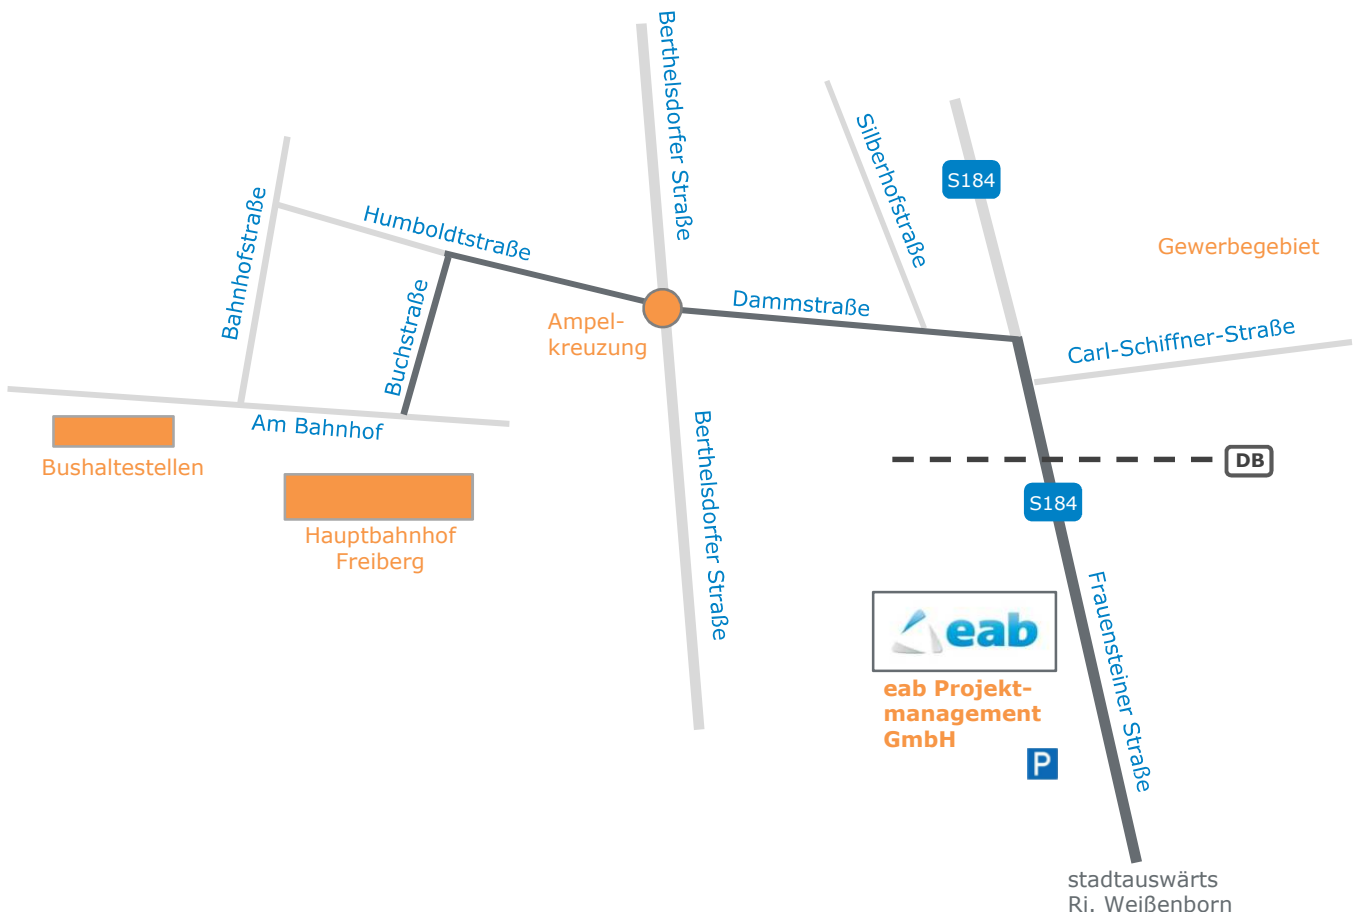 Berthelsdorfer Straße
Silberhofstraße
S184
Bahnhofstraße
Humboldtstraße
Gewerbegebiet
Buchstraße
Dammstraße
Ampel-
kreuzung
Carl-Schiffner-Straße
Am Bahnhof
Bushaltestellen
Berthelsdorfer Straße
DB
S184
Hauptbahnhof
Freiberg
Frauensteiner Straße
eab
eab Projekt-
management
GmbH
P
stadtauswärts
Ri. Weißenborn